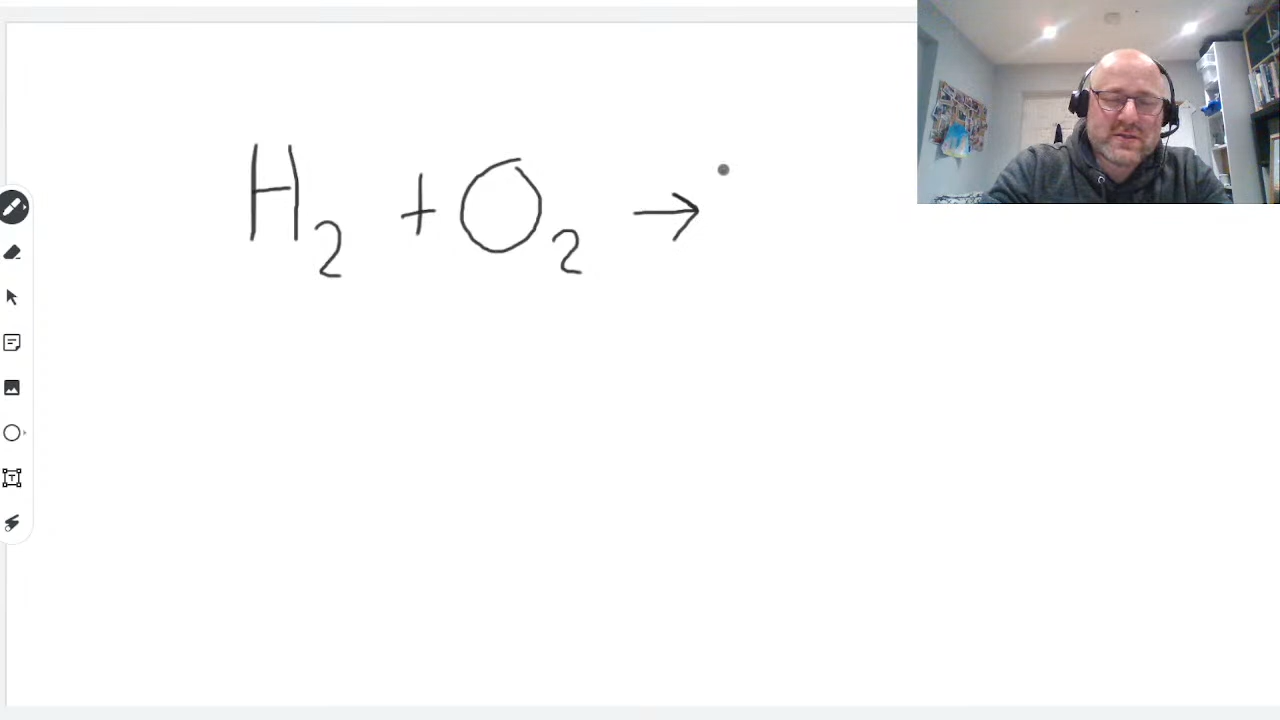 H₂ + O₂ →